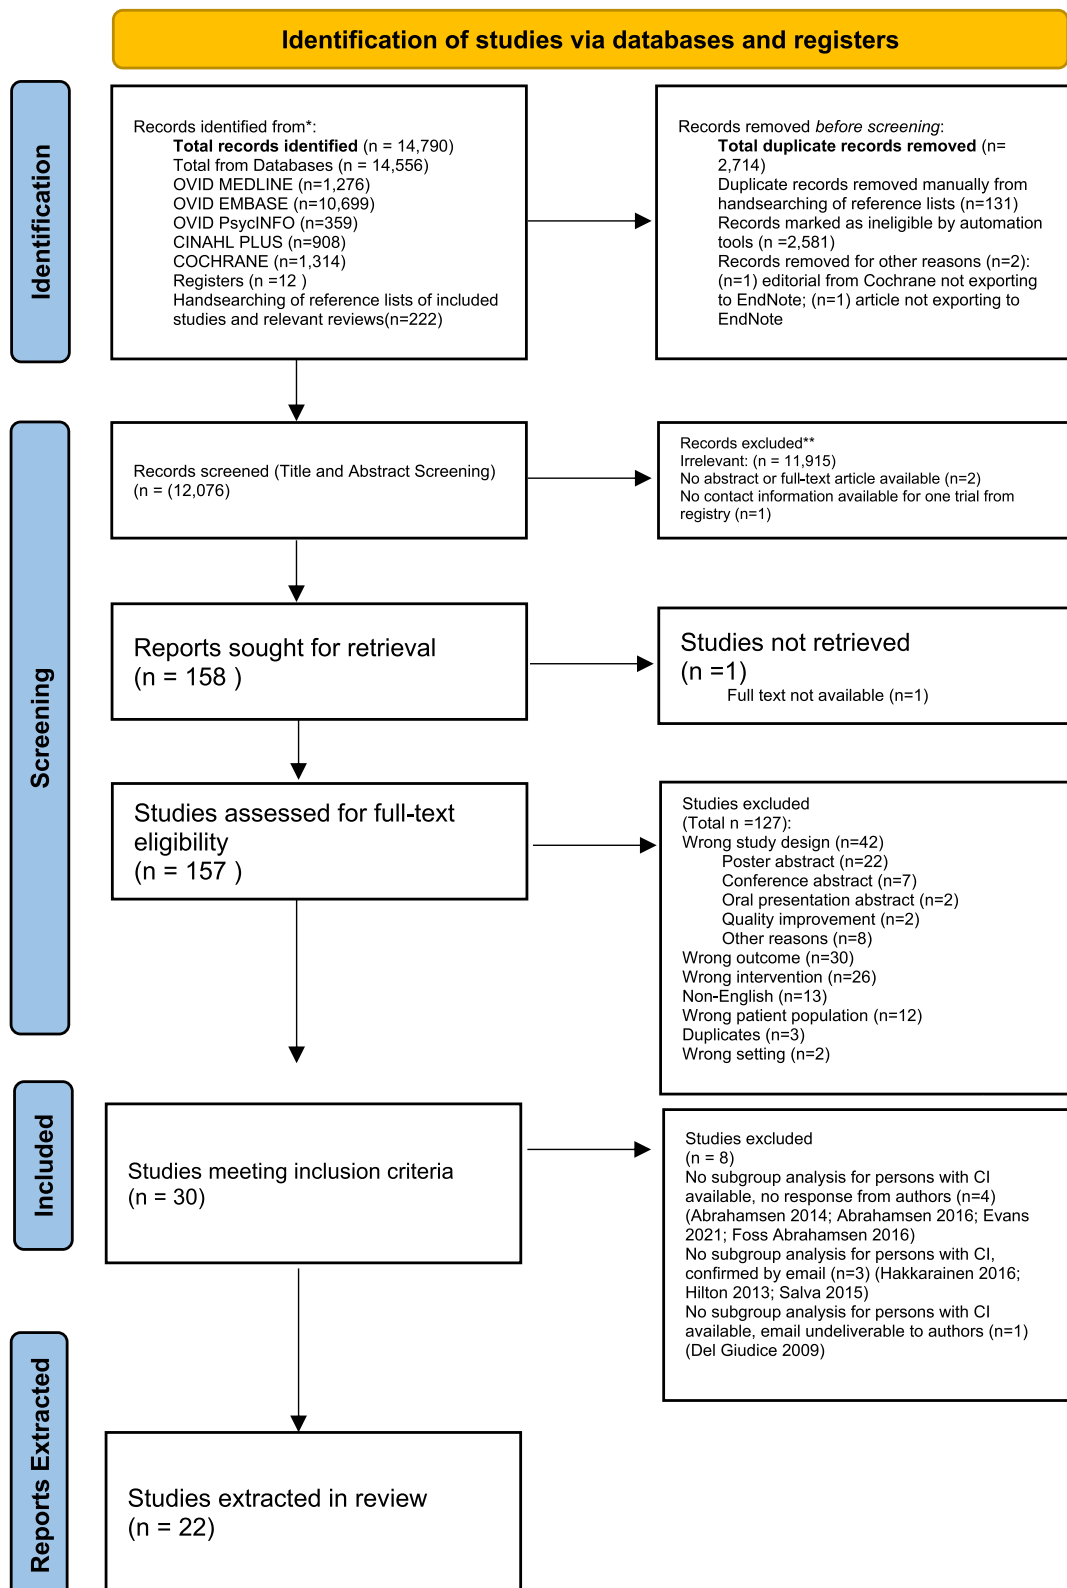 Identification of studies via databases and registers
Identification
Records identified from*:
Total records identified (n = 14,790)
Total from Databases (n = 14,556)
OVID MEDLINE (n=1,276)
OVID EMBASE (n=10,699)
OVID PsycINFO (n=359)
CINAHL PLUS (n=908)
COCHRANE (n=1,314)
Registers (n =12 )
Handsearching of reference lists of included
studies and relevant reviews(n=222)
Records removed before screening:
Total duplicate records removed (n=
2,714)
Duplicate records removed manually from
handsearching of reference lists (n=131)
Records marked as ineligible by automation
tools (n =2,581)
Records removed for other reasons (n=2):
(n=1) editorial from Cochrane not exporting
to EndNote; (n=1) article not exporting to
EndNote
Screening
Records screened (Title and Abstract Screening)
(n = (12,076)
Records excluded**
Irrelevant: (n = 11,915)
No abstract or full-text article available (n=2)
No contact information available for one trial from
registry (n=1)
Reports sought for retrieval
(n = 158 )
Studies not retrieved
(n =1)
Full text not available (n=1)
Studies assessed for full-text
eligibility
(n = 157 )
Studies excluded
(Total n =127):
Wrong study design (n=42)
Poster abstract (n=22)
Conference abstract (n=7)
Oral presentation abstract (n=2)
Quality improvement (n=2)
Other reasons (n=8)
Wrong outcome (n=30)
Wrong intervention (n=26)
Non-English (n=13)
Wrong patient population (n=12)
Duplicates (n=3)
Wrong setting (n=2)
Included
Studies meeting inclusion criteria
(n = 30)
Studies excluded
(n = 8)
No subgroup analysis for persons with CI
available, no response from authors (n=4)
(Abrahamsen 2014; Abrahamsen 2016; Evans
2021; Foss Abrahamsen 2016)
No subgroup analysis for persons with CI,
confirmed by email (n=3) (Hakkarainen 2016;
Hilton 2013; Salva 2015)
No subgroup analysis for persons with CI
available, email undeliverable to authors (n=1)
(Del Giudice 2009)
Reports Extracted
Studies extracted in review
(n = 22)